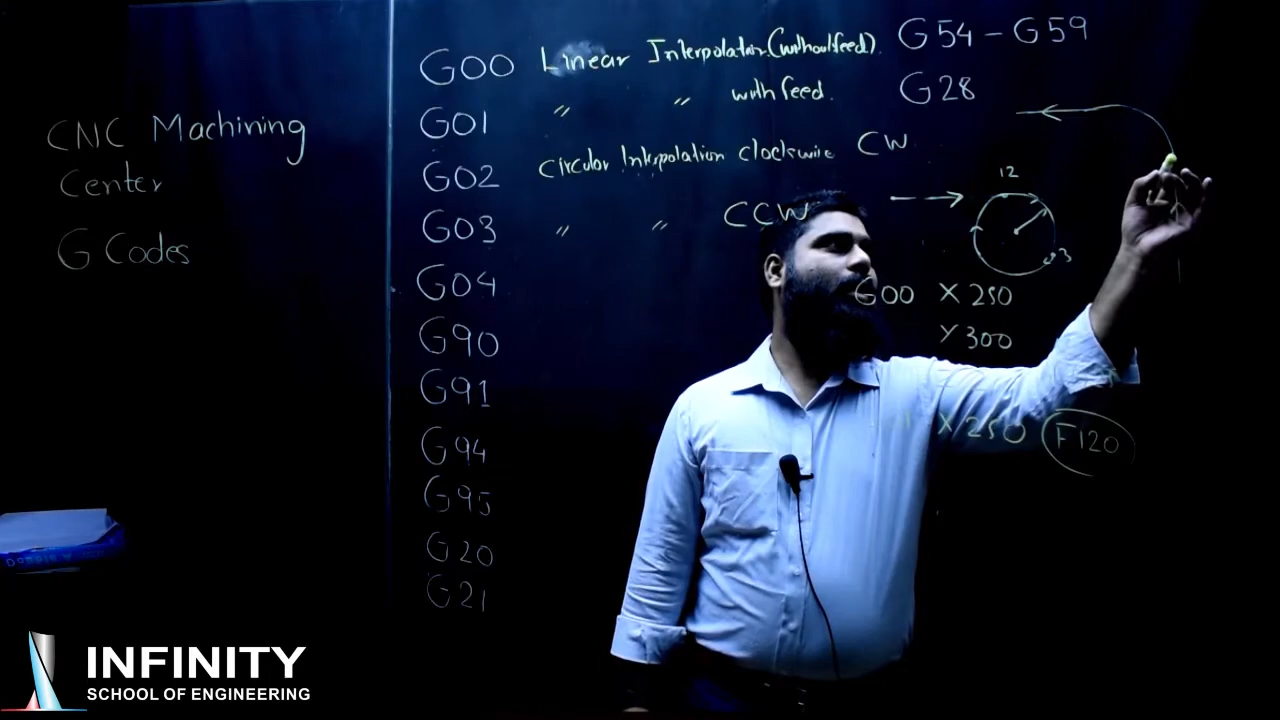 CNC Machining
Center
G Codes
G00 Linear Interpolation (without feed).
G01 " " with feed.
G02 Circular Interpolation clockwise CW
G03 " " CCW
G04
G90
G91
G94
G95
G20
G21
G54 - G59
G28
12
3
G00 X 250
Y 300
X 250 F120
INFINITY
SCHOOL OF ENGINEERING